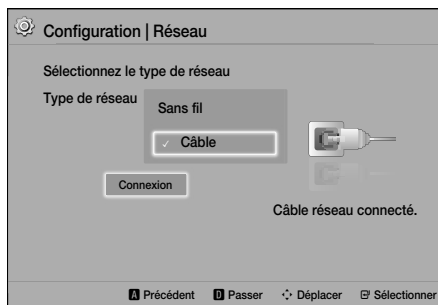 Configuration | Réseau
Sélectionnez le type de réseau
Type de réseau
Sans fil
✓ Câble
Connexion
Câble réseau connecté.
A Précédent D Passer Déplacer Sélectionner